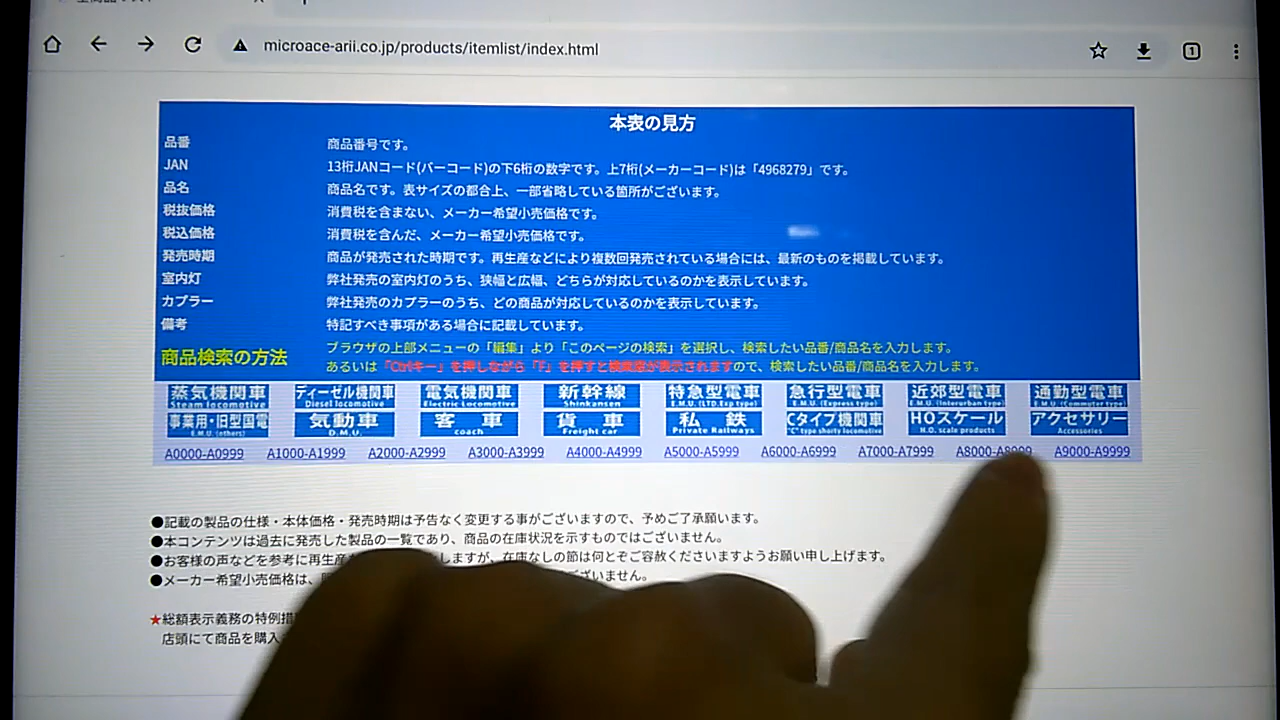 microace-arii.co.jp/products/itemlist/index.html
本表の見方
品番 商品番号です。
JAN 13桁JANコード(バーコード)の下6桁の数字です。上7桁(メーカーコード)は「4968279」です。
品名 商品名です。表サイズの都合上、一部省略している箇所がございます。
税抜価格 消費税を含まない、メーカー希望小売価格です。
税込価格 消費税を含んだ、メーカー希望小売価格です。
発売時期 商品が発売された時期です。再生産などにより複数回発売されている場合には、最新のものを掲載しています。
室内灯 弊社発売の室内灯のうち、狭幅と広幅、どちらが対応しているのかを表示しています。
カプラー 弊社発売のカプラーのうち、どの商品が対応しているのかを表示しています。
備考 特記すべき事項がある場合に記載しています。
商品検索の方法 ブラウザの上部メニューの「編集」より「このページの検索」を選択し、検索したい品番/商品名を入力します。
あるいは「Ctrlキー」を押しながら「F」を押すと検索窓が表示されますので、検索したい品番/商品名を入力します。
蒸気機関車 ディーゼル機関車 電気機関車 新幹線 特急型電車 急行型電車 近郊型電車 通勤型電車
Steam locomotive Diesel locomotive Electric Locomotive Shinkansen E.M.U.(LTD.Exp type) E.M.U.(Express type) E.M.U.(Interurban type) E.M.U.(Commuter type)
事業用・旧型国電 気動車 客車 貨車 私鉄 Cタイプ機関車 HOスケール アクセサリー
E.M.U.(others) D.M.U. coach Freight car Private Railways "C" type shorty locomotive H.O. scale products Accessories
A0000-A0999 A1000-A1999 A2000-A2999 A3000-A3999 A4000-A4999 A5000-A5999 A6000-A6999 A7000-A7999 A8000-A8999 A9000-A9999
●記載の製品の仕様・本体価格・発売時期は予告なく変更する事がございますので、予めご了承願います。
●本コンテンツは過去に発売した製品の一覧であり、商品の在庫状況を示すものではございません。
●お客様の声などを参考に再生産 しますが、在庫なしの節は何とぞご容赦くださいますようお願い申し上げます。
●メーカー希望小売価格は、 ございません。
★総額表示義務の特例措
店頭にて商品を購入